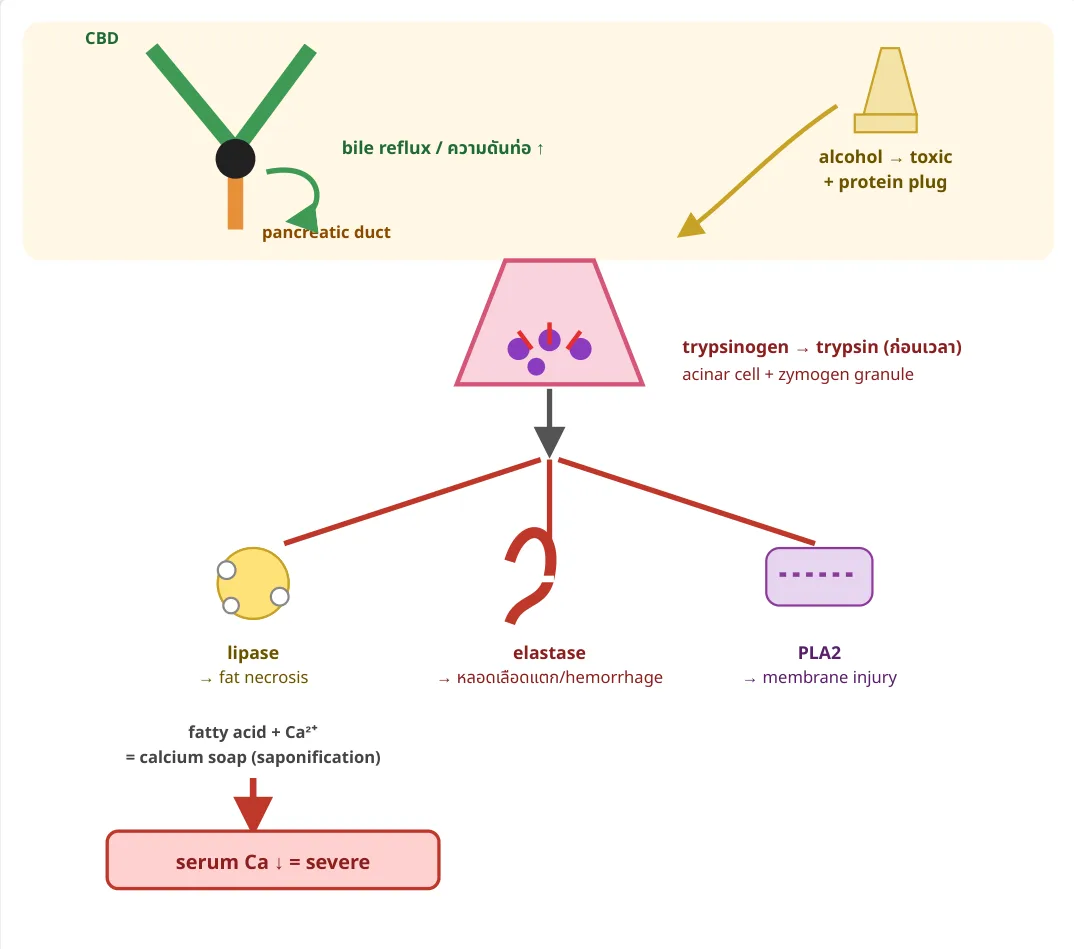 CBD
bile reflux / ความดันท่อ ↑
pancreatic duct
alcohol → toxic
+ protein plug
trypsinogen → trypsin (ก่อนเวลา)
acinar cell + zymogen granule
lipase
→ fat necrosis
elastase
→ หลอดเลือดแตก/hemorrhage
PLA2
→ membrane injury
fatty acid + Ca²⁺
= calcium soap (saponification)
serum Ca ↓ = severe